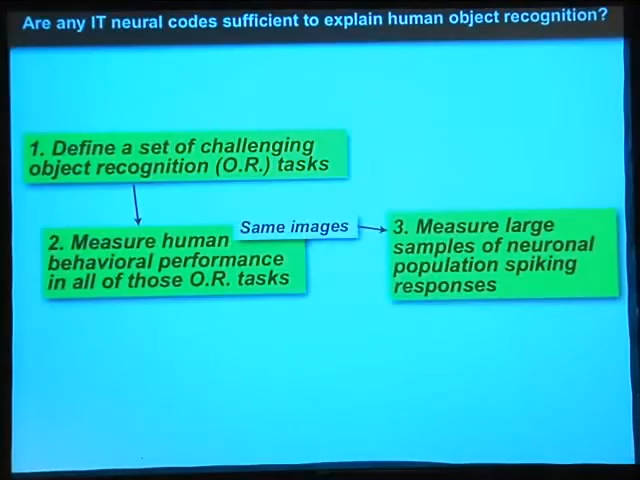 Are any IT neural codes sufficient to explain human object recognition?
1. Define a set of challenging
object recognition (O.R.) tasks
2. Measure human
behavioral performance
in all of those O.R. tasks
Same images
3. Measure large
samples of neuronal
population spiking
responses